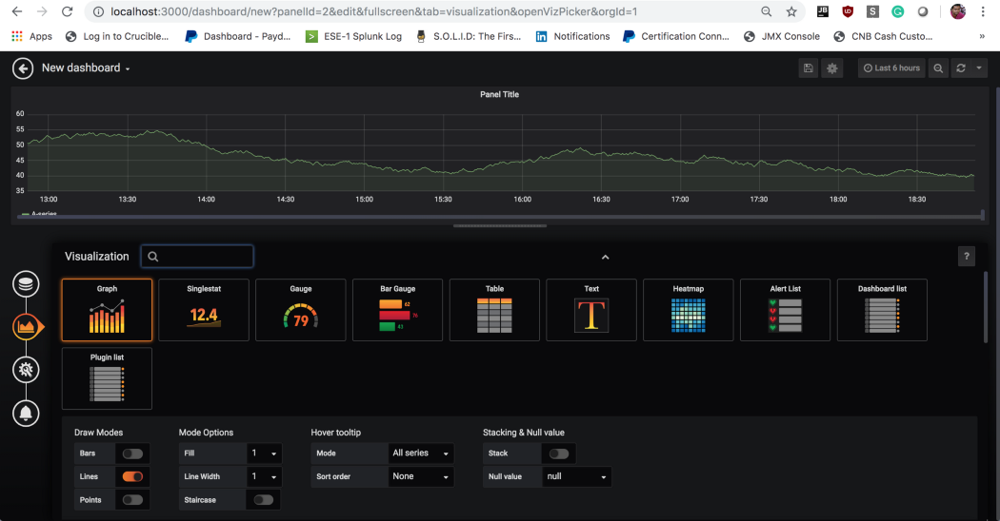 localhost:3000/dashboard/new?panelId=2&edit&fullscreen&tab=visualization&openVizPicker&orgId=1
JB
UD
S
G
Apps
Log in to Crucible...
Dashboard - Payd...
ESE-1 Splunk Log
S.O.L.I.D: The Firs...
in
Notifications
Certification Conn...
JMX Console
CNB Cash Custo...
»
New dashboard
Last 6 hours
Panel Title
60
55
50
45
40
35
13:00 13:30 14:00 14:30 15:00 15:30 16:00 16:30 17:00 17:30 18:00 18:30
A-series
Visualization
?
Graph Singlestat Gauge Bar Gauge Table Text Heatmap Alert List Dashboard list
12.4
79
62
76
43
T
Plugin list
Draw Modes Mode Options Hover tooltip Stacking & Null value
Bars Fill 1 Mode All series Stack
Lines Line Width 1 Sort order None Null value null
Points Staircase